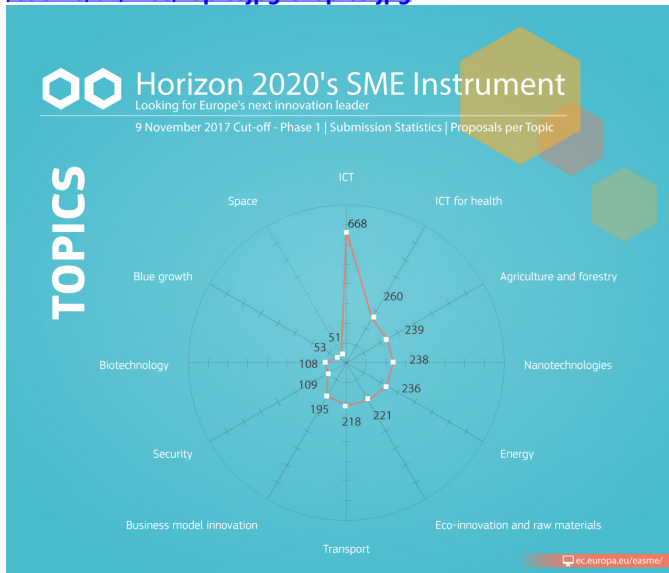 Horizon 2020's SME Instrument
Looking for Europe's next innovation leader
9 November 2017 Cut-off - Phase 1 | Submission Statistics | Proposals per Topic
TOPICS
ICT
Space
ICT for health
668
Blue growth
260
Agriculture and forestry
239
51
53
Biotechnology
108
238
Nanotechnologies
109
236
195
221
218
Security
Energy
Business model innovation
Eco-innovation and raw materials
Transport
ec.europa.eu/easme/